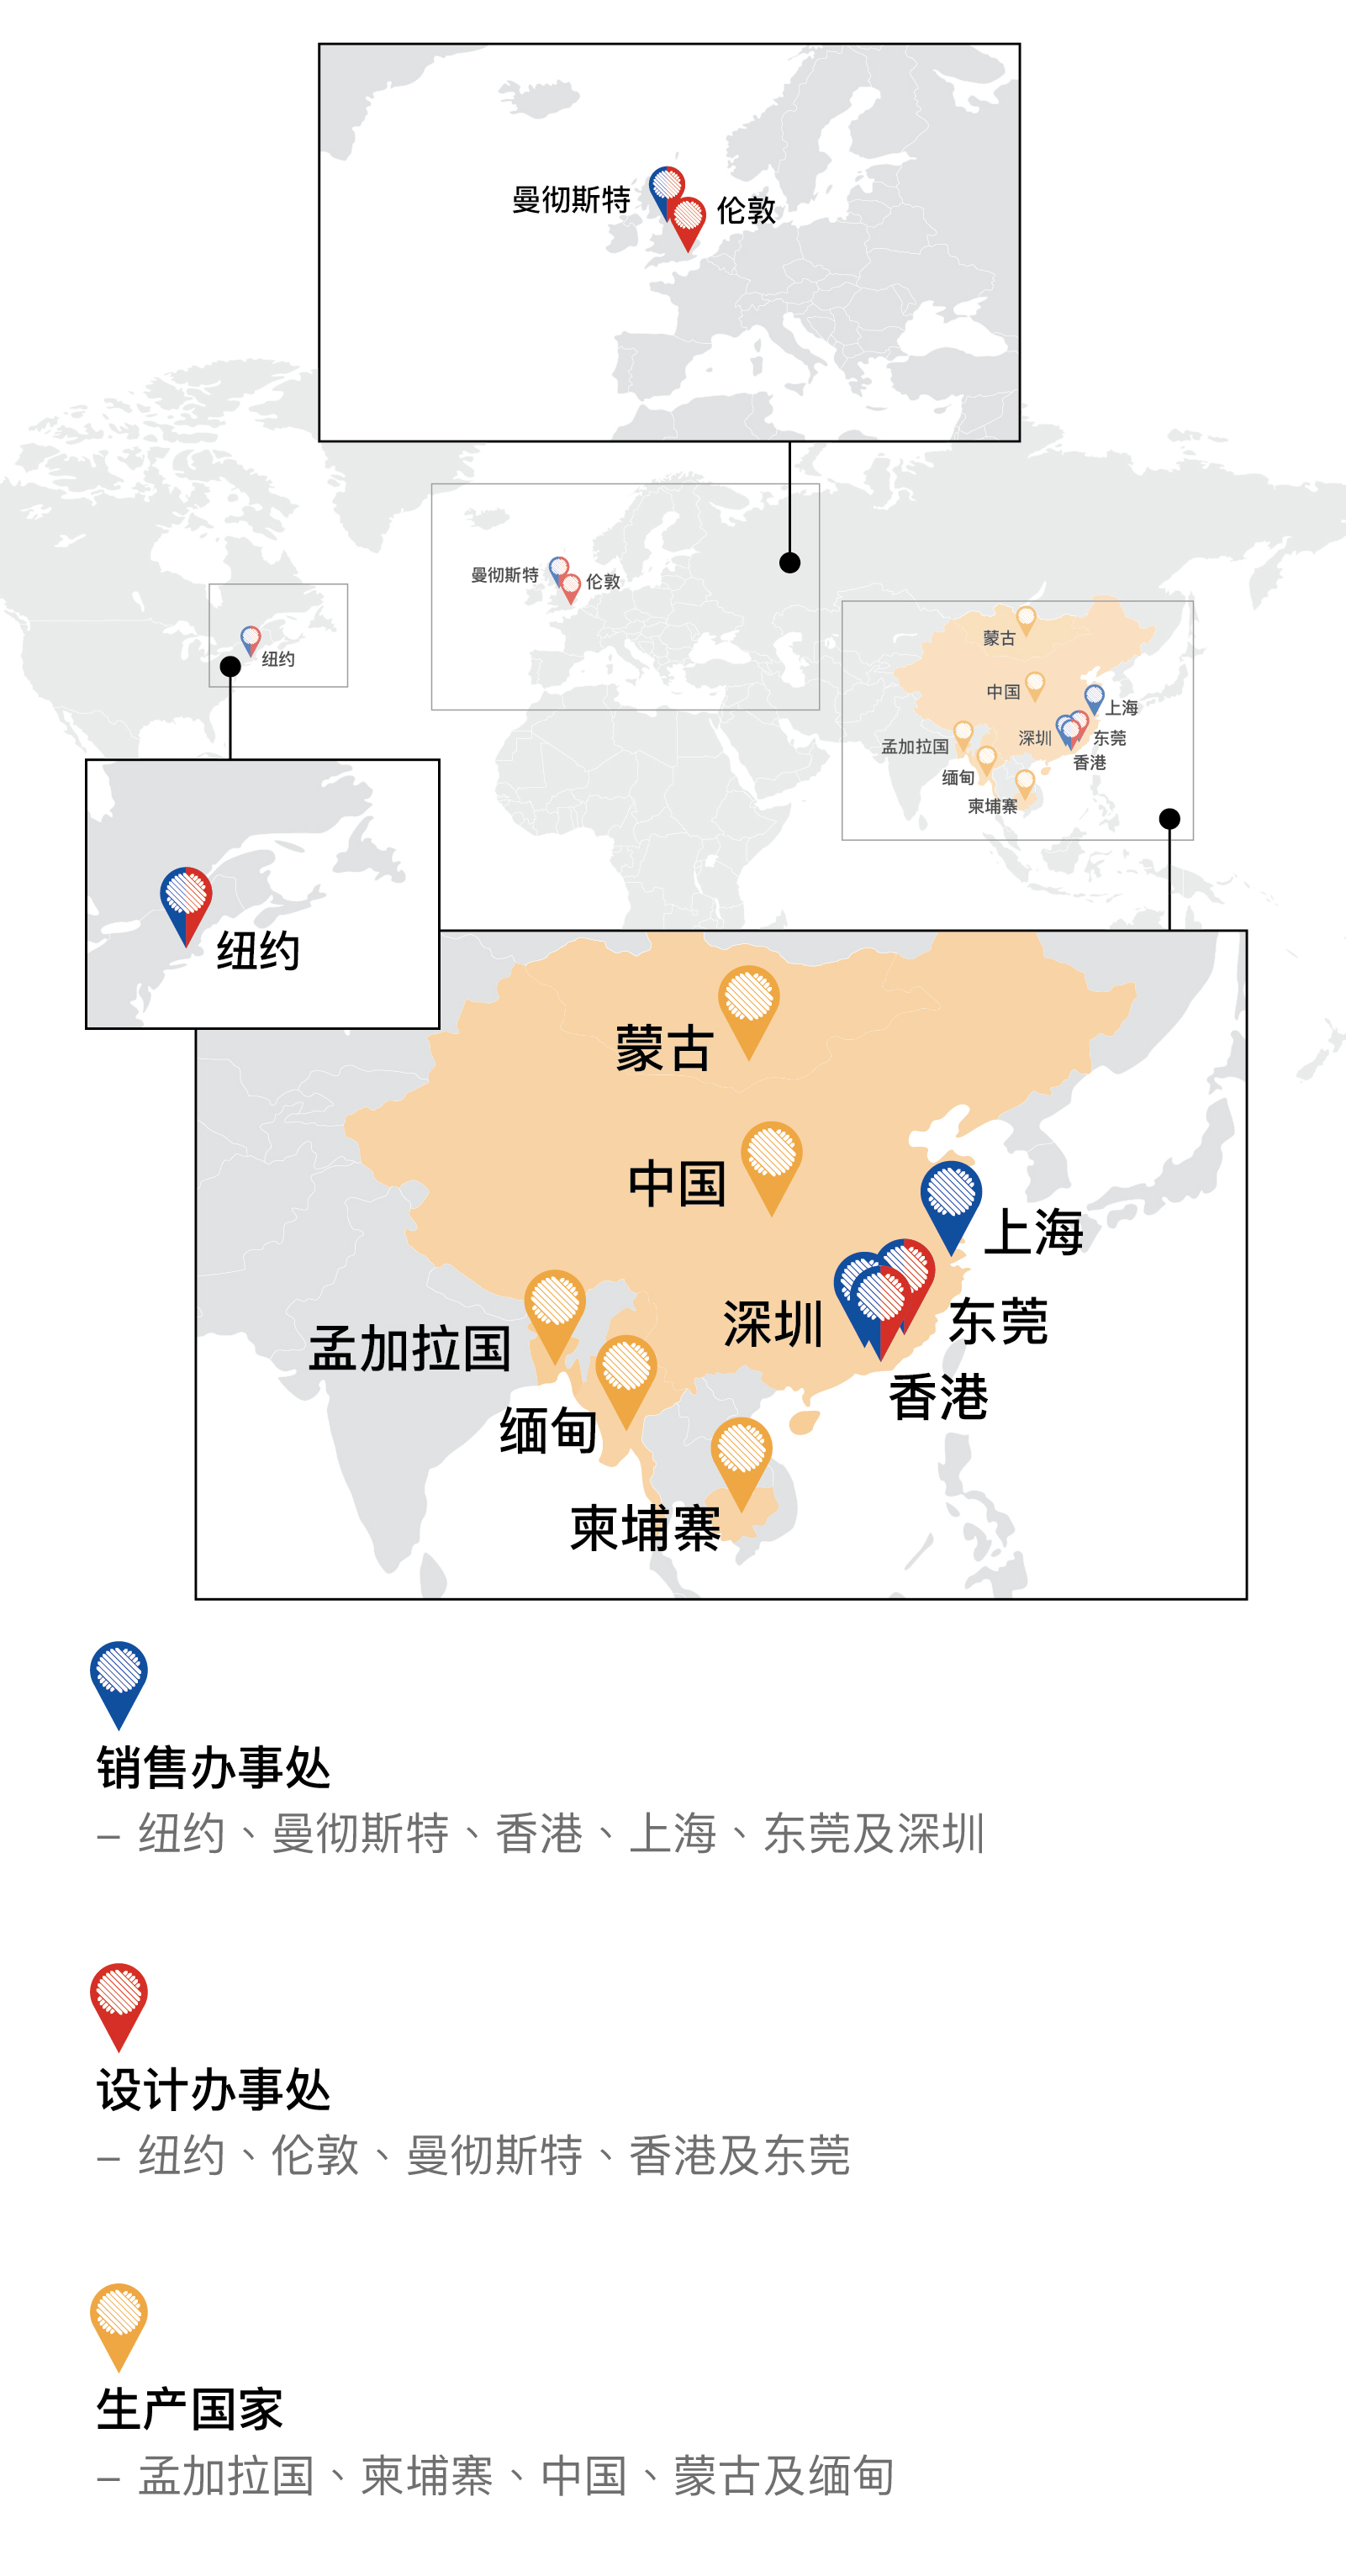 曼彻斯特
伦敦
曼彻斯特
伦敦
纽约
蒙古
中国
上海
深圳
东莞
香港
孟加拉国
缅甸
柬埔寨
纽约
蒙古
中国
上海
深圳
东莞
香港
孟加拉国
缅甸
柬埔寨
销售办事处
– 纽约、曼彻斯特、香港、上海、东莞及深圳
设计办事处
– 纽约、伦敦、曼彻斯特、香港及东莞
生产国家
– 孟加拉国、柬埔寨、中国、蒙古及缅甸